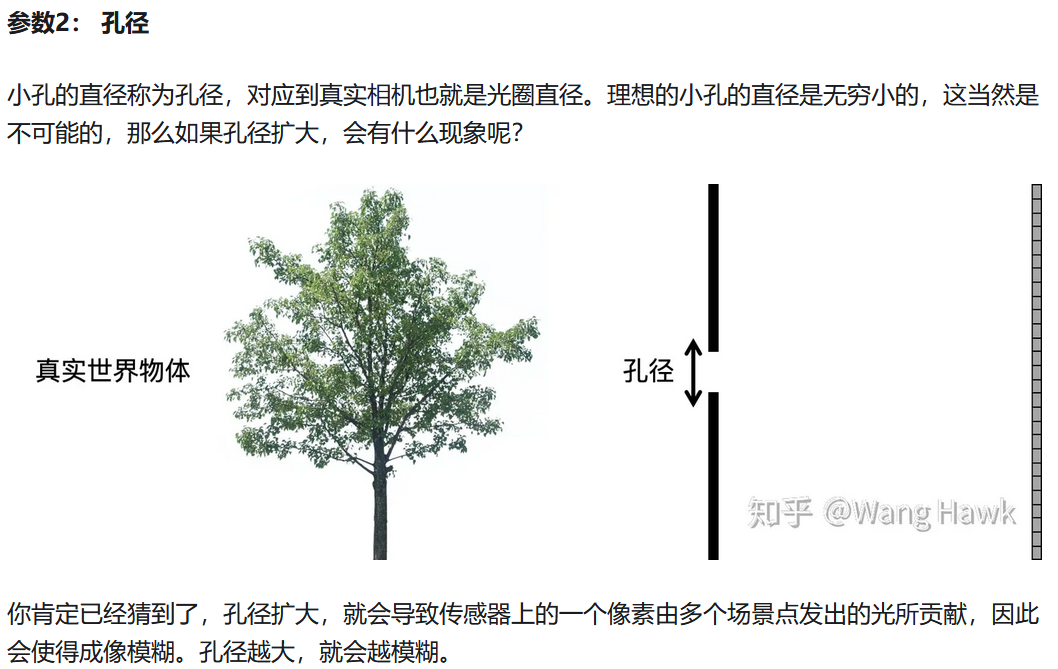 参数2： 孔径
小孔的直径称为孔径，对应到真实相机也就是光圈直径。理想的小孔的直径是无穷小的，这当然是
不可能的，那么如果孔径扩大，会有什么现象呢？
真实世界物体
孔径
知乎 @Wang Hawk
你肯定已经猜到了，孔径扩大，就会导致传感器上的一个像素由多个场景点发出的光所贡献，因此
会使得成像模糊。孔径越大，就会越模糊。